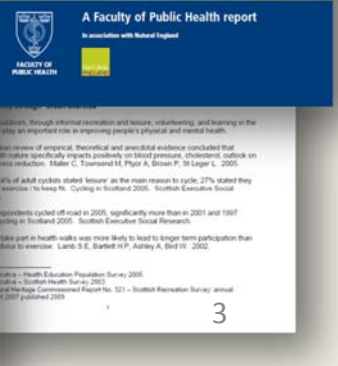 A Faculty of Public Health report
In association with Natural England
FACULTY OF
PUBLIC HEALTH
NATURAL
ENGLAND
outdoors, through informal recreation and leisure, volunteering, and learning in the
play an important role in improving people's physical and mental health.
review of empirical, theoretical and anecdotal evidence concluded that
nature specifically impacts positively on blood pressure, cholesterol, outlook on
reduction. Maller C, Townsend M, Pryor A, Brown P, St Leger L. 2005.
of adult cyclists stated 'leisure' as the main reason to cycle; 27% stated they
exercise / to keep fit. Cycling in Scotland 2005. Scottish Executive Social
cycled off-road in 2005, significantly more than in 2001 and 1997
Cycling in Scotland 2005. Scottish Executive Social Research.
take part in health walks was more likely to lead to longer term participation than
to exercise. Lamb S E, Bartlett H P, Ashley A, Bird W. 2002.
– Health Education Population Survey 2005
– Scottish Health Survey 2003
Heritage Commissioned Report No. 321 – Scottish Recreation Survey: annual
2007 published 2009
3